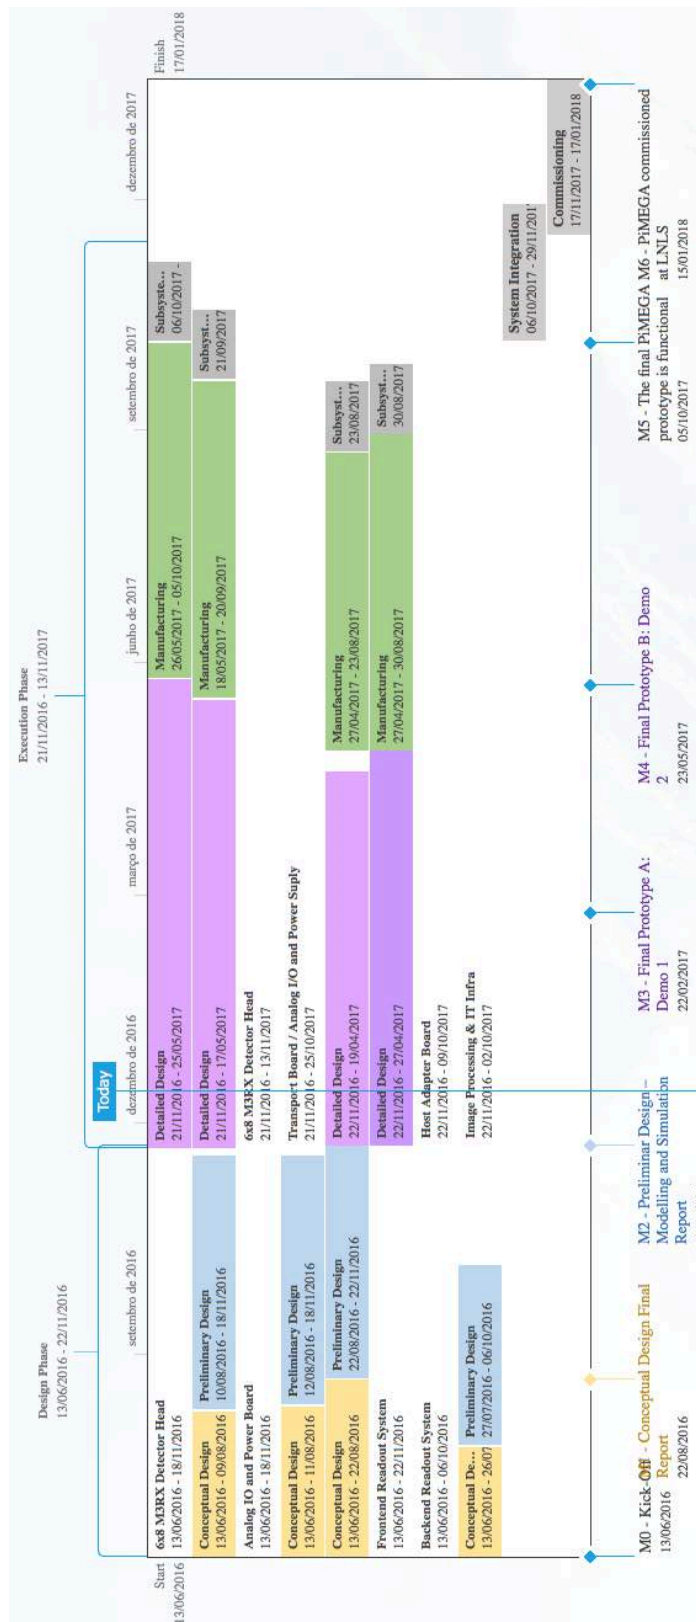 Design Phase
13/06/2016 - 22/11/2016
Execution Phase
21/11/2016 - 13/11/2017
Today
Start
13/06/2016
setembro de 2016
dezembro de 2016
março de 2017
junho de 2017
setembro de 2017
dezembro de 2017
Finish
17/01/2018
6x8 M3RX Detector Head
13/06/2016 - 18/11/2016
Detailed Design
21/11/2016 - 25/05/2017
Manufacturing
26/05/2017 - 05/10/2017
Subsyste...
06/10/2017 -
Conceptual Design
13/06/2016 - 09/08/2016
Preliminary Design
10/08/2016 - 18/11/2016
Detailed Design
21/11/2016 - 17/05/2017
Manufacturing
18/05/2017 - 20/09/2017
Subsyst...
21/09/2017
Analog IO and Power Board
13/06/2016 - 18/11/2016
6x8 M3RX Detector Head
21/11/2016 - 13/11/2017
Conceptual Design
13/06/2016 - 11/08/2016
Preliminary Design
12/08/2016 - 18/11/2016
Transport Board / Analog I/O and Power Suply
21/11/2016 - 25/10/2017
Conceptual Design
13/06/2016 - 22/08/2016
Preliminary Design
22/08/2016 - 22/11/2016
Detailed Design
22/11/2016 - 19/04/2017
Manufacturing
27/04/2017 - 23/08/2017
Subsyst...
23/08/2017
Frontend Readout System
13/06/2016 - 22/11/2016
Detailed Design
22/11/2016 - 27/04/2017
Manufacturing
27/04/2017 - 30/08/2017
Subsyst...
30/08/2017
Backend Readout System
13/06/2016 - 06/10/2016
Host Adapter Board
22/11/2016 - 09/10/2017
Conceptual De...
13/06/2016 - 26/07
Preliminary Design
27/07/2016 - 06/10/2016
Image Processing & IT Infra
22/11/2016 - 02/10/2017
System Integration
06/10/2017 - 29/11/201
Commissioning
17/11/2017 - 17/01/2018
M0 - Kick-Off
13/06/2016
- Conceptual Design Final
Report
22/08/2016
M2 - Preliminar Design –
Modelling and Simulation
Report
M3 - Final Prototype A:
Demo 1
22/02/2017
M4 - Final Prototype B: Demo
2
23/05/2017
M5 - The final PiMEGA
prototype is functional
05/10/2017
M6 - PiMEGA commissioned
at LNLS
15/01/2018